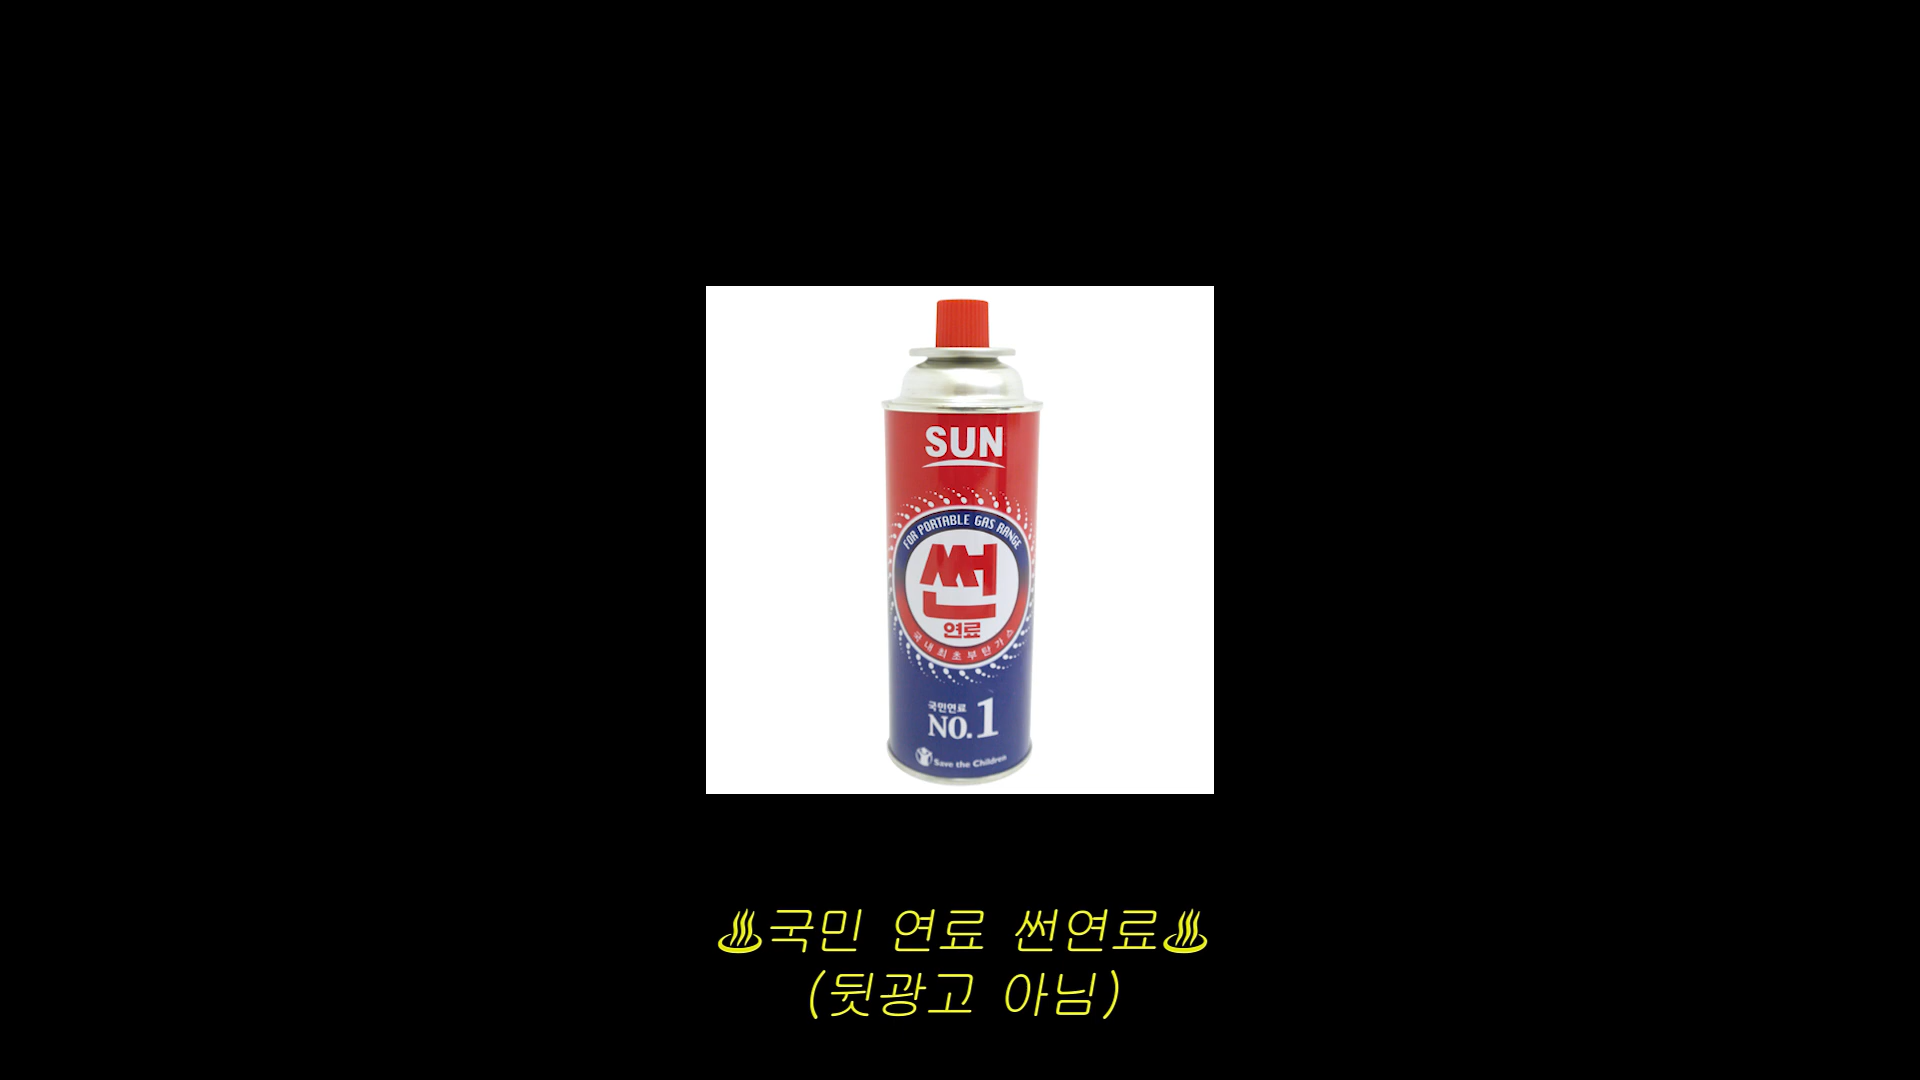 SUN
FOR PORTABLE GAS RANGE
썬
연료
국내최초부탄가스
국민연료
NO.1
Save the Children
♨국민 연료 썬연료♨
(뒷광고 아님)